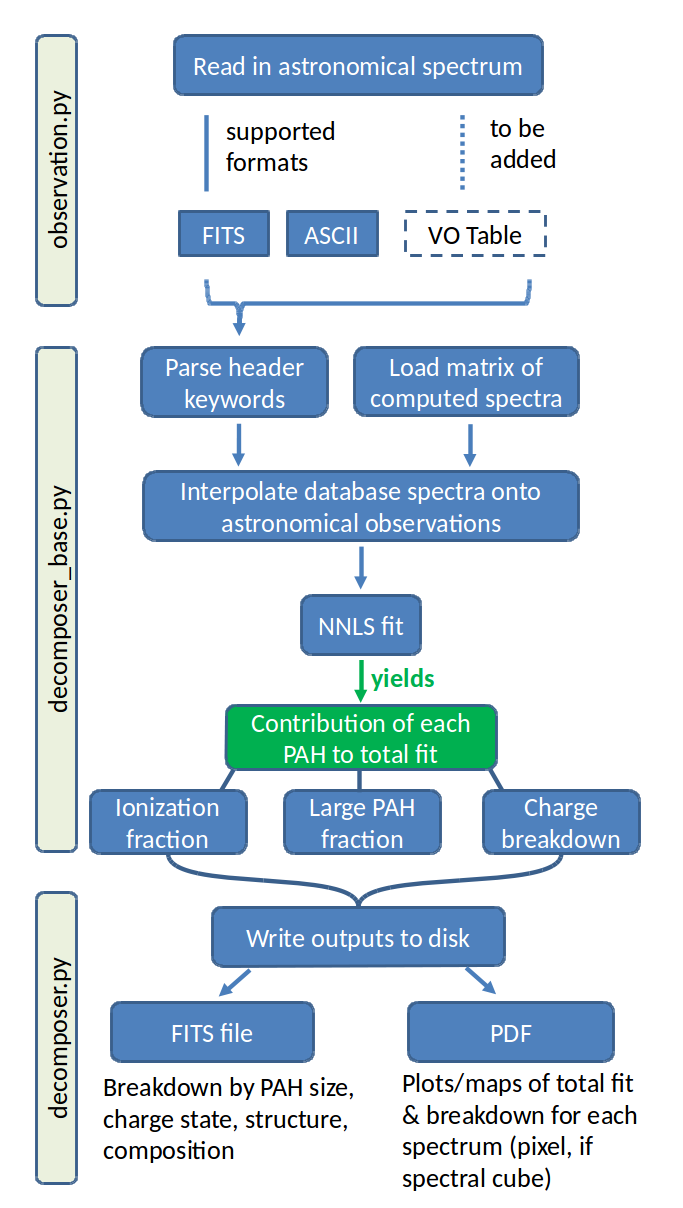 observation.py
Read in astronomical spectrum
supported
formats
to be
added
FITS
ASCII
VO Table
decomposer_base.py
Parse header
keywords
Load matrix of
computed spectra
Interpolate database spectra onto
astronomical observations
NNLS fit
yields
Contribution of each
PAH to total fit
Ionization
fraction
Large PAH
fraction
Charge
breakdown
decomposer.py
Write outputs to disk
FITS file
PDF
Breakdown by PAH size,
charge state, structure,
composition
Plots/maps of total fit
& breakdown for each
spectrum (pixel, if
spectral cube)